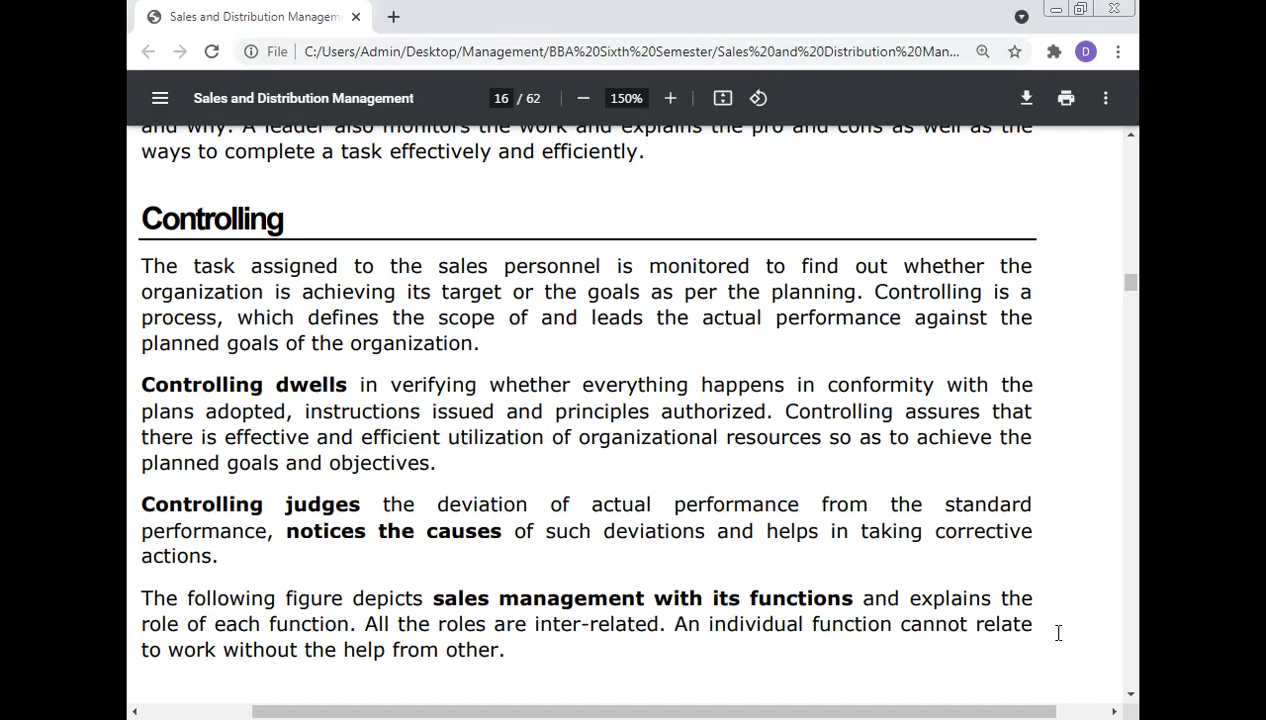 Sales and Distribution Managem
File C:/Users/Admin/Desktop/Management/BBA%20Sixth%20Semester/Sales%20and%20Distribution%20Man...
D
Sales and Distribution Management 16 / 62 150%
and why. A leader also monitors the work and explains the pro and cons as well as the
ways to complete a task effectively and efficiently.
Controlling
The task assigned to the sales personnel is monitored to find out whether the
organization is achieving its target or the goals as per the planning. Controlling is a
process, which defines the scope of and leads the actual performance against the
planned goals of the organization.
Controlling dwells in verifying whether everything happens in conformity with the
plans adopted, instructions issued and principles authorized. Controlling assures that
there is effective and efficient utilization of organizational resources so as to achieve the
planned goals and objectives.
Controlling judges the deviation of actual performance from the standard
performance, notices the causes of such deviations and helps in taking corrective
actions.
The following figure depicts sales management with its functions and explains the
role of each function. All the roles are inter-related. An individual function cannot relate
to work without the help from other.